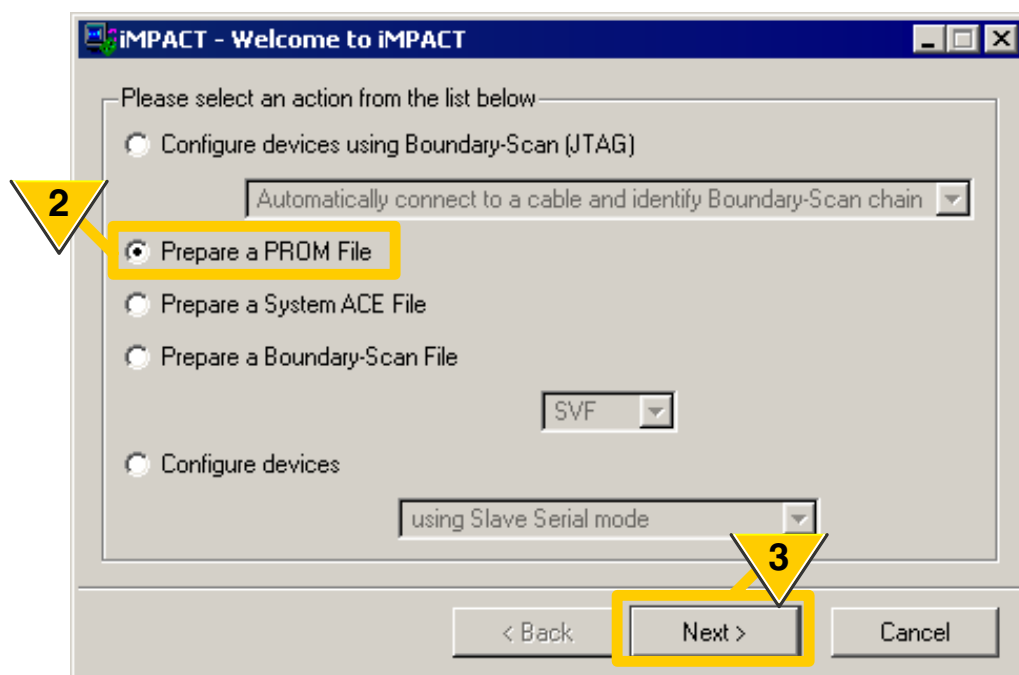 iMPACT - Welcome to iMPACT
Please select an action from the list below
Configure devices using Boundary-Scan (JTAG)
Automatically connect to a cable and identify Boundary-Scan chain
2
Prepare a PROM File
Prepare a System ACE File
Prepare a Boundary-Scan File
SVF
Configure devices
using Slave Serial mode
3
< Back
Next >
Cancel